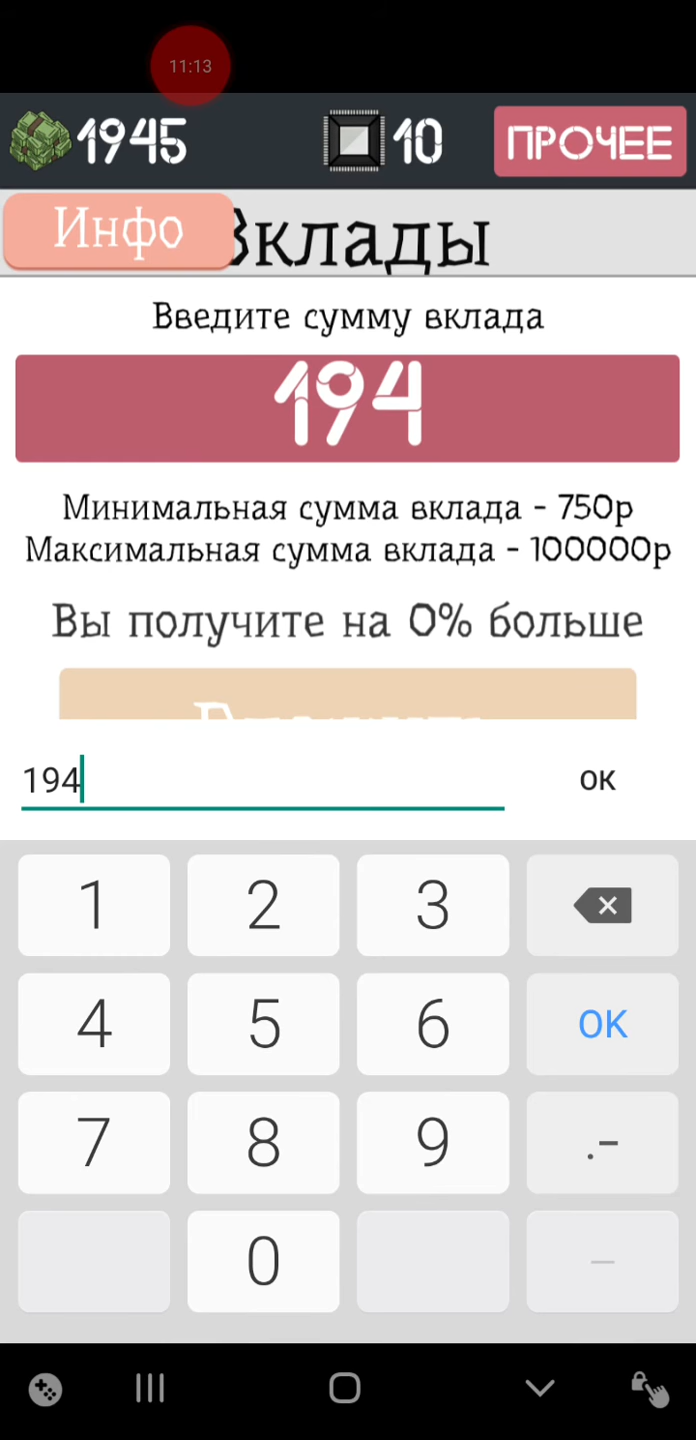 11:13
1945
10
ПРОЧЕЕ
Инфо
Вклады
Введите сумму вклада
194
Минимальная сумма вклада - 750р
Максимальная сумма вклада - 100000р
Вы получите на 0% больше
194
ОК
1 2 3
4 5 6 OK
7 8 9 .-
0